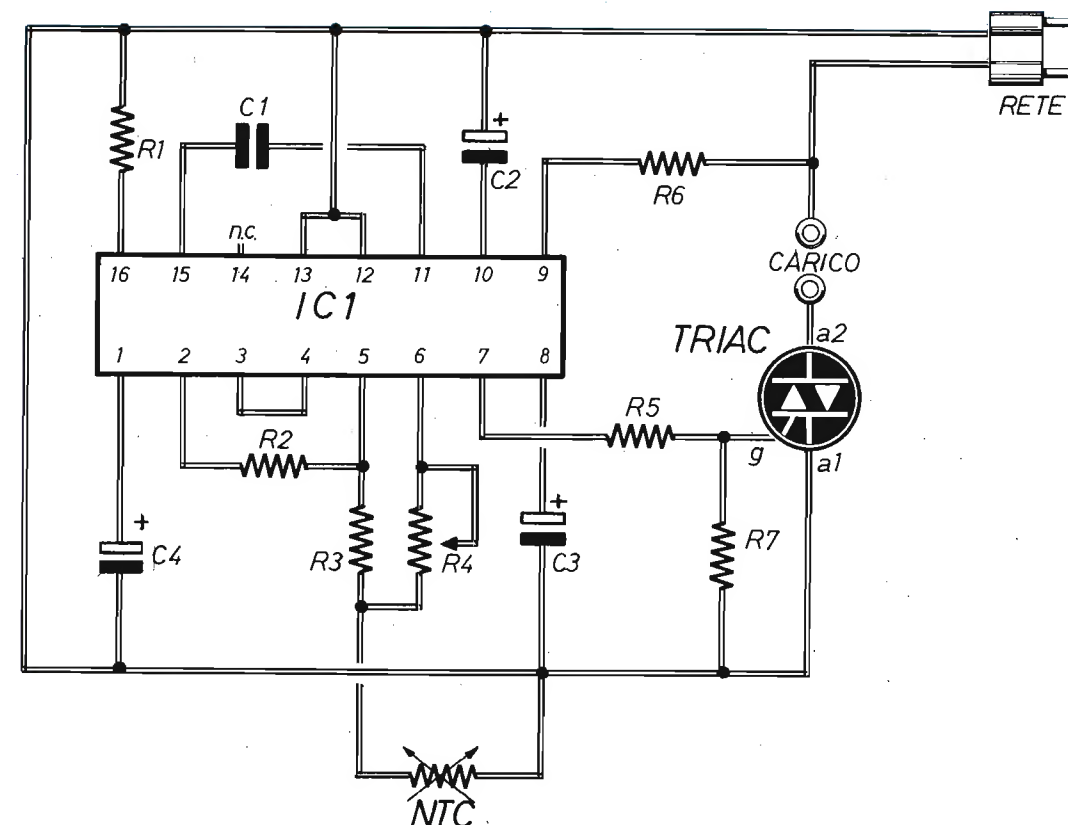 RETE
C1
R1
+
C2
R6
n.c.
16 15 14 13 12 11 10 9
CARICO
IC1
TRIAC
a2
1 2 3 4 5 6 7 8
R5
R2
g
a1
+
C4
R3
R4
+
C3
R7
NTC